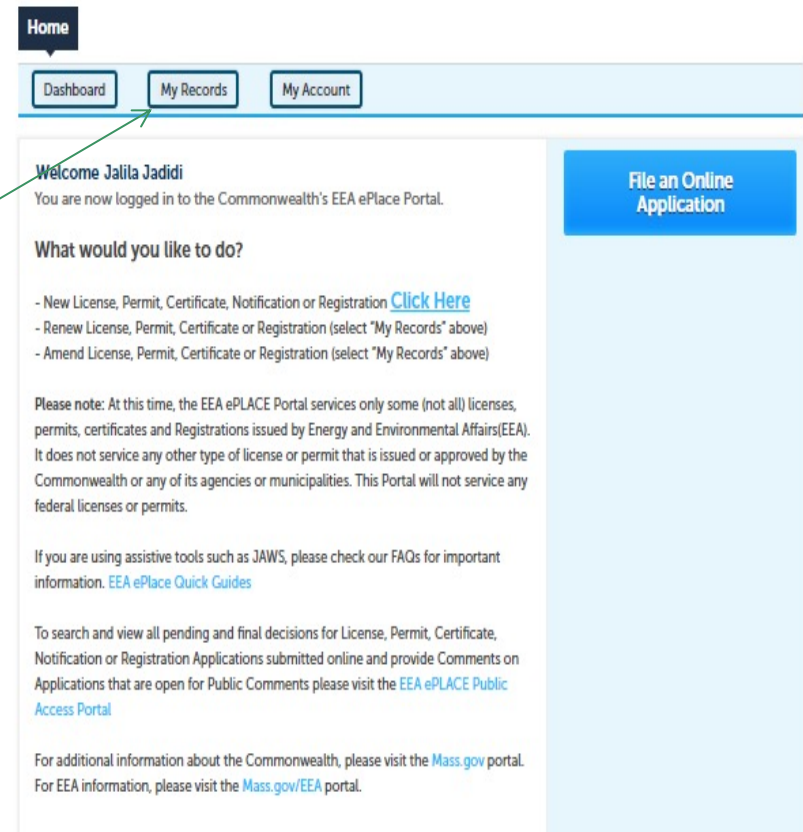 Home
Dashboard My Records My Account
Welcome Jalila Jadidi
You are now logged in to the Commonwealth's EEA ePlace Portal.
File an Online
Application
What would you like to do?
- New License, Permit, Certificate, Notification or Registration Click Here
- Renew License, Permit, Certificate or Registration (select "My Records" above)
- Amend License, Permit, Certificate or Registration (select "My Records" above)
Please note: At this time, the EEA ePLACE Portal services only some (not all) licenses,
permits, certificates and Registrations issued by Energy and Environmental Affairs(EEA).
It does not service any other type of license or permit that is issued or approved by the
Commonwealth or any of its agencies or municipalities. This Portal will not service any
federal licenses or permits.
If you are using assistive tools such as JAWS, please check our FAQs for important
information. EEA ePlace Quick Guides
To search and view all pending and final decisions for License, Permit, Certificate,
Notification or Registration Applications submitted online and provide Comments on
Applications that are open for Public Comments please visit the EEA ePLACE Public
Access Portal
For additional information about the Commonwealth, please visit the Mass.gov portal.
For EEA information, please visit the Mass.gov/EEA portal.